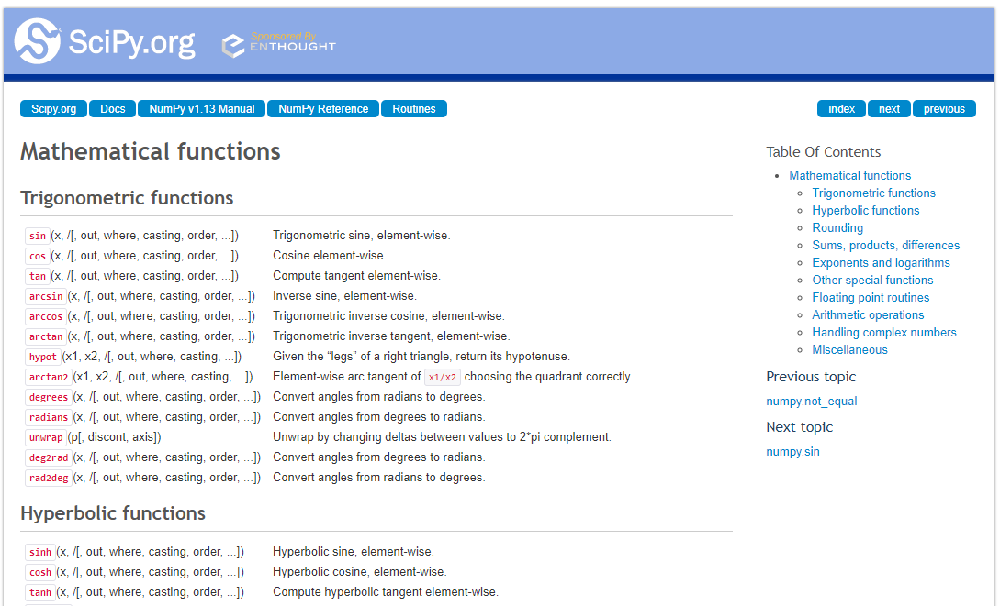 SciPy.org
Sponsored By
ENTHOUGHT
Scipy.org Docs NumPy v1.13 Manual NumPy Reference Routines index next previous
Mathematical functions
Trigonometric functions
sin(x, /[, out, where, casting, order, ...]) Trigonometric sine, element-wise.
cos(x, /[, out, where, casting, order, ...]) Cosine element-wise.
tan(x, /[, out, where, casting, order, ...]) Compute tangent element-wise.
arcsin(x, /[, out, where, casting, order, ...]) Inverse sine, element-wise.
arccos(x, /[, out, where, casting, order, ...]) Trigonometric inverse cosine, element-wise.
arctan(x, /[, out, where, casting, order, ...]) Trigonometric inverse tangent, element-wise.
hypot(x1, x2, /[, out, where, casting, ...]) Given the “legs” of a right triangle, return its hypotenuse.
arctan2(x1, x2, /[, out, where, casting, ...]) Element-wise arc tangent of x1/x2 choosing the quadrant correctly.
degrees(x, /[, out, where, casting, order, ...]) Convert angles from radians to degrees.
radians(x, /[, out, where, casting, order, ...]) Convert angles from degrees to radians.
unwrap(p[, discont, axis]) Unwrap by changing deltas between values to 2*pi complement.
deg2rad(x, /[, out, where, casting, order, ...]) Convert angles from degrees to radians.
rad2deg(x, /[, out, where, casting, order, ...]) Convert angles from radians to degrees.
Hyperbolic functions
sinh(x, /[, out, where, casting, order, ...]) Hyperbolic sine, element-wise.
cosh(x, /[, out, where, casting, order, ...]) Hyperbolic cosine, element-wise.
tanh(x, /[, out, where, casting, order, ...]) Compute hyperbolic tangent element-wise.
Table Of Contents
Mathematical functions
Trigonometric functions
Hyperbolic functions
Rounding
Sums, products, differences
Exponents and logarithms
Other special functions
Floating point routines
Arithmetic operations
Handling complex numbers
Miscellaneous
Previous topic
numpy.not_equal
Next topic
numpy.sin